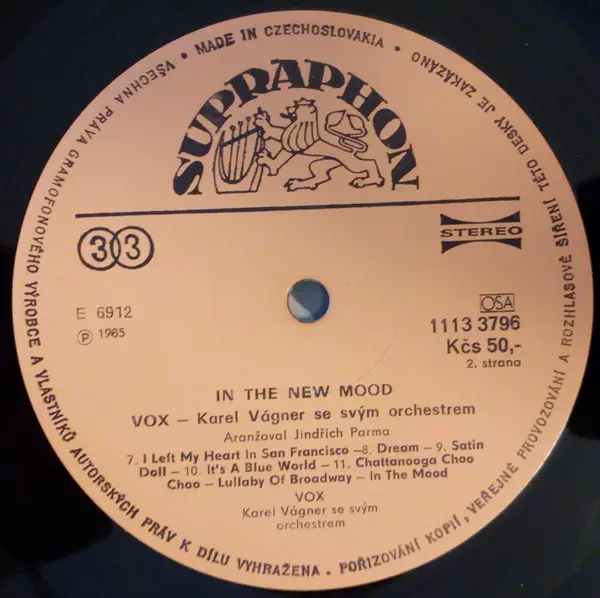 VŠECHNA PRÁVA GRAMOFONOVÉHO VÝROBCE A VLASTNÍKŮ AUTORSKÝCH PRÁV K DÍLU VYHRAŽENA. POŘIZOVÁNÍ KOPIÍ, VEŘEJNÉ PROVOZOVÁNÍ A ROZHLASOVÉ ŠÍŘENÍ TÉTO DESKY JE ZAKÁZÁNO • MADE IN CZECHOSLOVAKIA •
SUPRAPHON
33
STEREO
E 6912
Ⓟ 1985
OSA
1113 3796
Kčs 50,-
2. strana
IN THE NEW MOOD
VOX – Karel Vágner se svým orchestrem
Aranžoval Jindřich Parma
7. I Left My Heart In San Francisco – 8. Dream – 9. Satin
Doll – 10. It's A Blue World – 11. Chattanooga Choo
Choo – Lullaby Of Broadway – In The Mood
VOX
Karel Vágner se svým
orchestrem